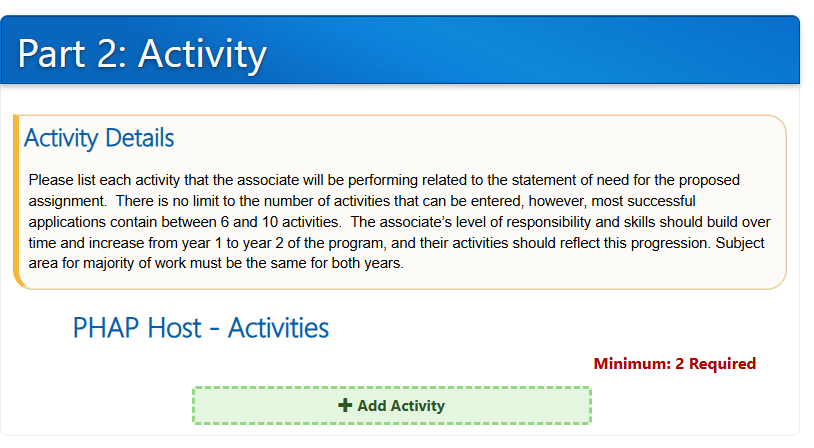 Part 2: Activity
Activity Details
Please list each activity that the associate will be performing related to the statement of need for the proposed
assignment.  There is no limit to the number of activities that can be entered, however, most successful
applications contain between 6 and 10 activities.  The associate’s level of responsibility and skills should build over
time and increase from year 1 to year 2 of the program, and their activities should reflect this progression. Subject
area for majority of work must be the same for both years.
PHAP Host - Activities
Minimum: 2 Required
+ Add Activity